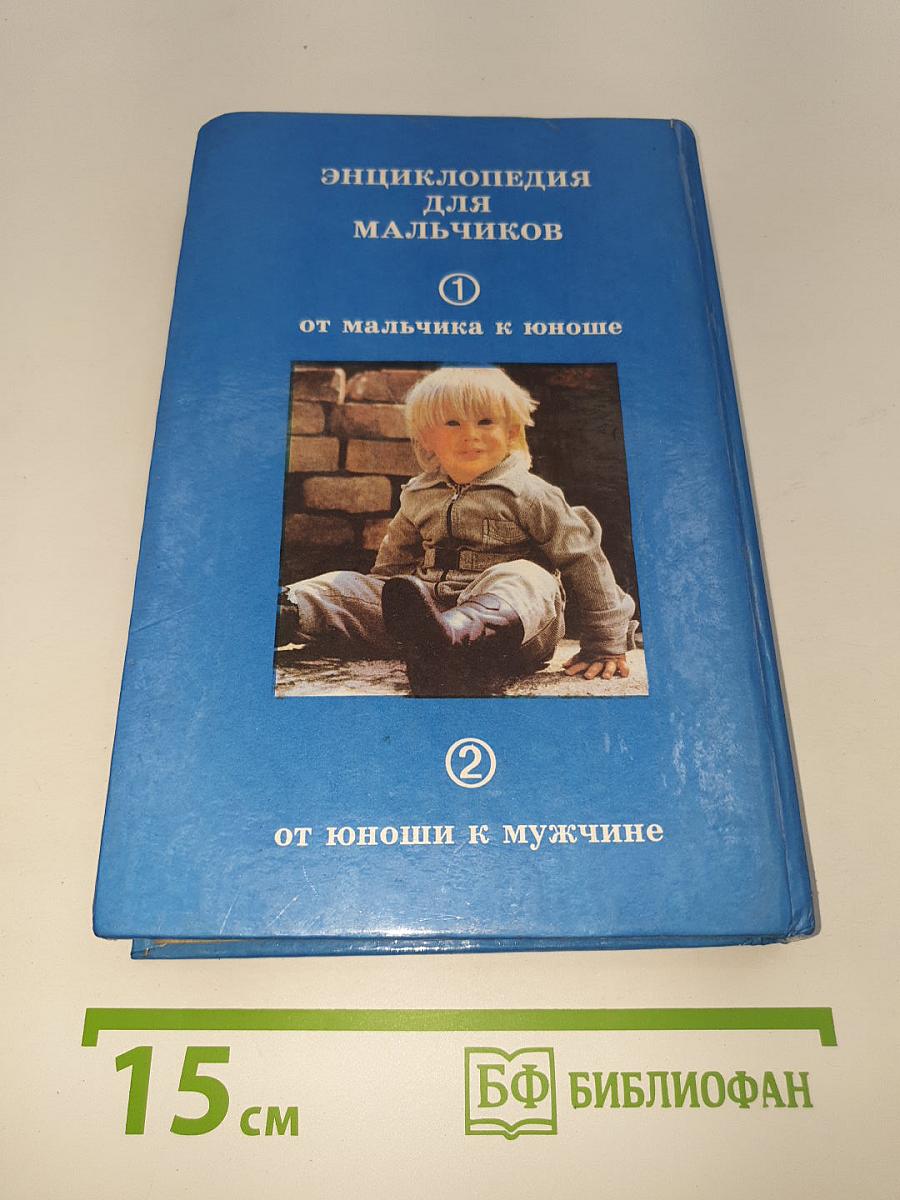 ЭНЦИКЛОПЕДИЯ
ДЛЯ
МАЛЬЧИКОВ
1
от мальчика к юноше
2
от юноши к мужчине
15 см
БФ БИБЛИОФАН